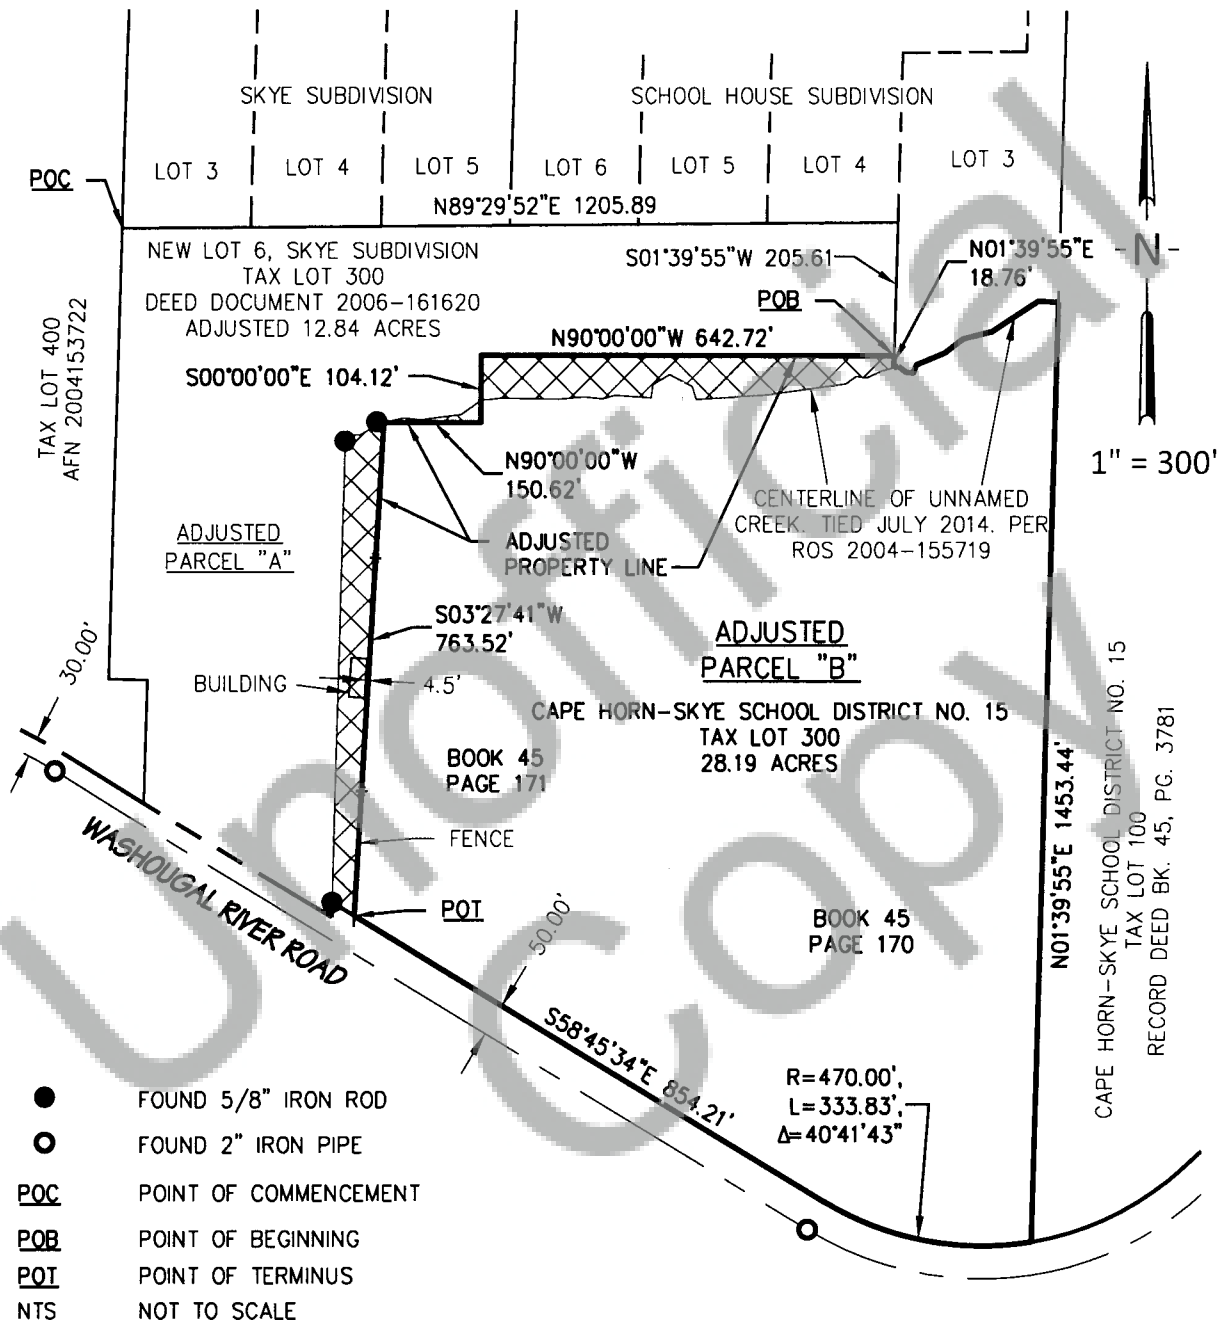 SKYE SUBDIVISION
SCHOOL HOUSE SUBDIVISION
LOT 3
LOT 4
LOT 5
LOT 6
LOT 5
LOT 4
LOT 3
POC
N89°29'52"E 1205.89
NEW LOT 6, SKYE SUBDIVISION
TAX LOT 300
DEED DOCUMENT 2006-161620
ADJUSTED 12.84 ACRES
S01°39'55"W 205.61
N01°39'55"E
18.76'
N
POB
TAX LOT 400
AFN 2004153722
N90°00'00"W 642.72'
S00°00'00"E 104.12'
N90°00'00"W
150.62'
1" = 300'
CENTERLINE OF UNNAMED
CREEK. TIED JULY 2014. PER
ROS 2004-155719
ADJUSTED
PARCEL "A"
ADJUSTED
PROPERTY LINE
S03°27'41"W
763.52'
ADJUSTED
PARCEL "B"
30.00'
BUILDING
4.5'
CAPE HORN-SKYE SCHOOL DISTRICT NO. 15
TAX LOT 300
28.19 ACRES
BOOK 45
PAGE 171
FENCE
WASHOUGAL RIVER ROAD
POT
50.00'
BOOK 45
PAGE 170
N01°39'55"E 1453.44'
CAPE HORN-SKYE SCHOOL DISTRICT NO. 15
TAX LOT 100
RECORD DEED BK. 45, PG. 3781
S58°45'34"E 854.21'
R=470.00',
L=333.83',
Δ=40°41'43"
FOUND 5/8" IRON ROD
FOUND 2" IRON PIPE
POC POINT OF COMMENCEMENT
POB POINT OF BEGINNING
POT POINT OF TERMINUS
NTS NOT TO SCALE
Unofficial
Copy